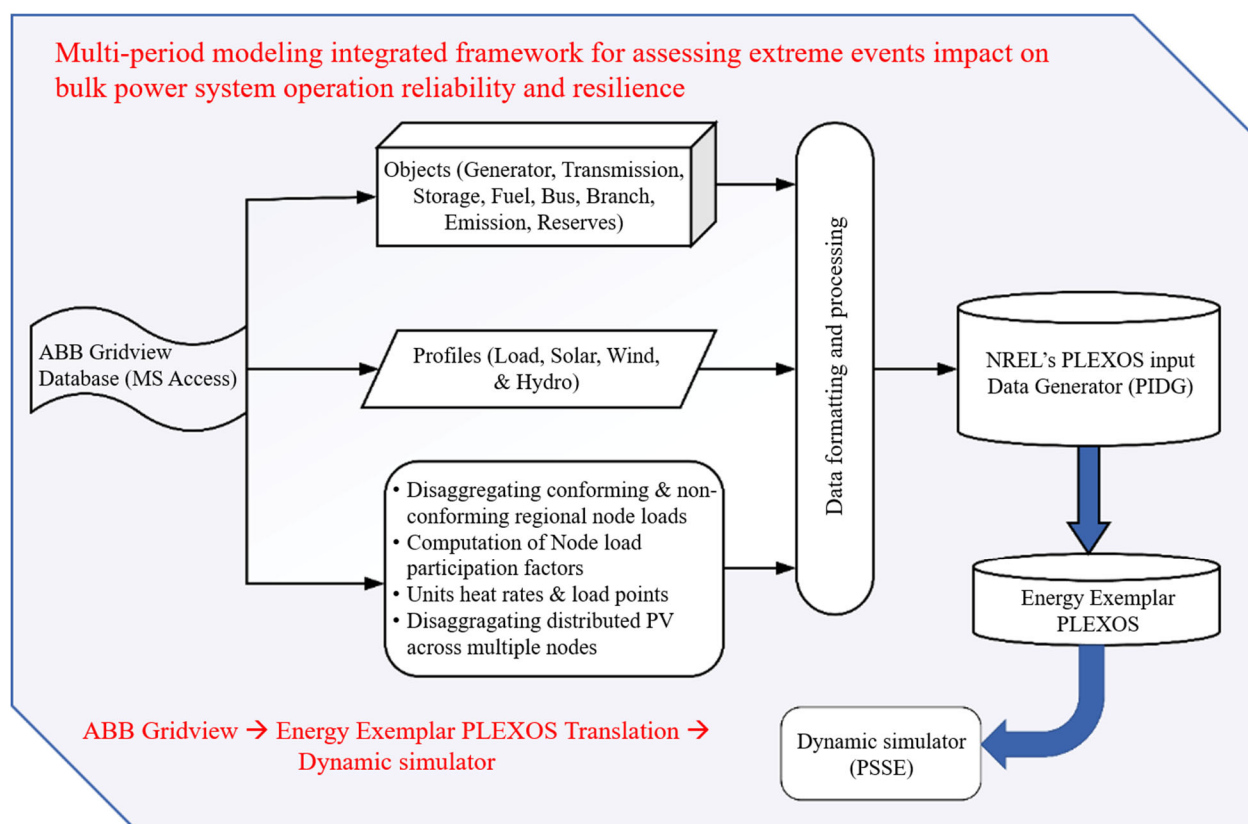 Multi-period modeling integrated framework for assessing extreme events impact on
bulk power system operation reliability and resilience
Objects (Generator, Transmission,
Storage, Fuel, Bus, Branch,
Emission, Reserves)
ABB Gridview
Database (MS Access)
Profiles (Load, Solar, Wind,
& Hydro)
• Disaggregating conforming & non-
conforming regional node loads
• Computation of Node load
participation factors
• Units heat rates & load points
• Disaggragating distributed PV
across multiple nodes
Data formatting and processing
NREL's PLEXOS input
Data Generator (PIDG)
Energy Exemplar
PLEXOS
Dynamic simulator
(PSSE)
ABB Gridview → Energy Exemplar PLEXOS Translation →
Dynamic simulator